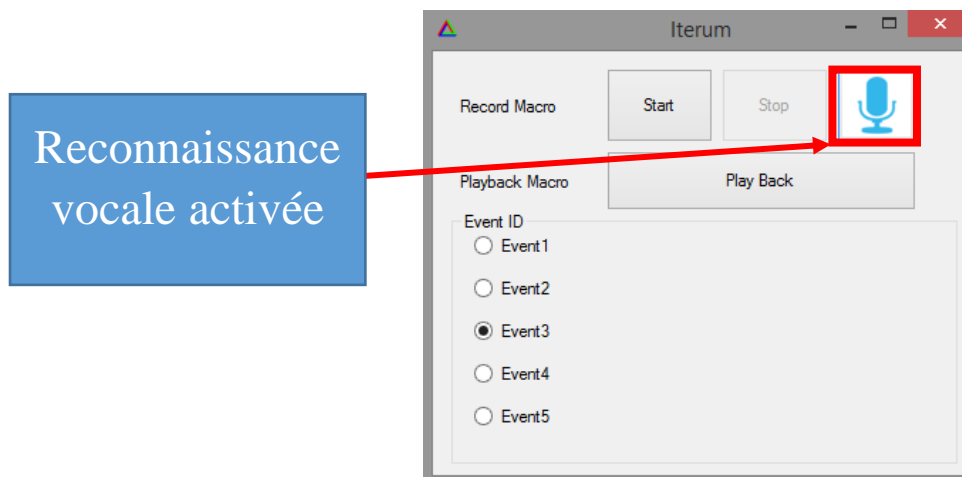 Iterum
Record Macro Start Stop
Reconnaissance
vocale activée
Playback Macro Play Back
Event ID
Event1
Event2
Event3
Event4
Event5